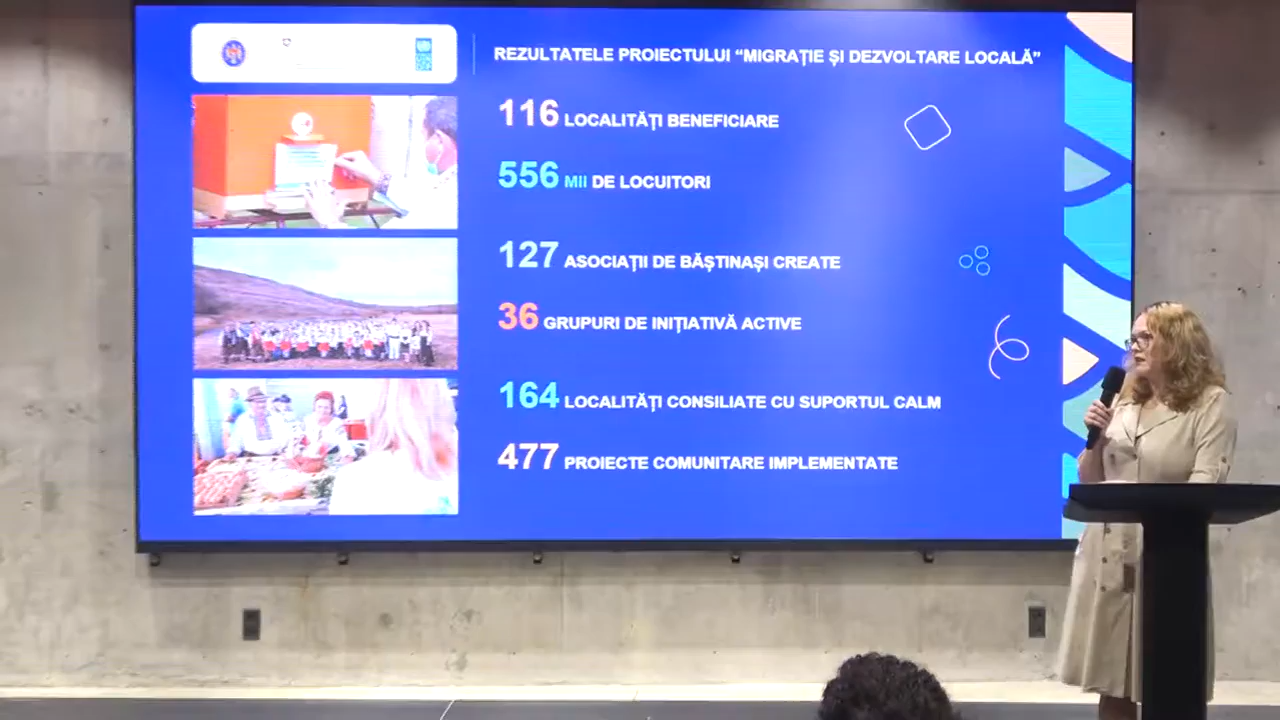 REZULTATELE PROIECTULUI “MIGRAȚIE ȘI DEZVOLTARE LOCALĂ”
116 LOCALITĂȚI BENEFICIARE
556 MII DE LOCUITORI
127 ASOCIAȚII DE BĂȘTINAȘI CREATE
36 GRUPURI DE INIȚIATIVĂ ACTIVE
164 LOCALITĂȚI CONSILIATE CU SUPORTUL CALM
477 PROIECTE COMUNITARE IMPLEMENTATE